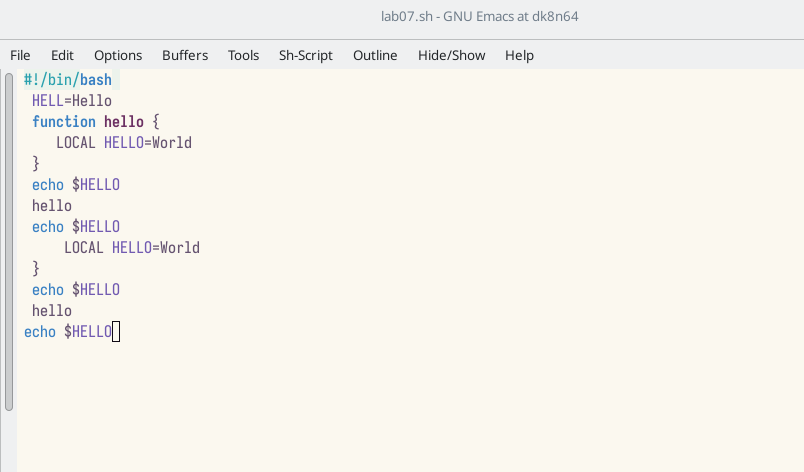 lab07.sh - GNU Emacs at dk8n64
File Edit Options Buffers Tools Sh-Script Outline Hide/Show Help
#!/bin/bash
HELL=Hello
function hello {
LOCAL HELLO=World
}
echo $HELLO
hello
echo $HELLO
LOCAL HELLO=World
}
echo $HELLO
hello
echo $HELLO